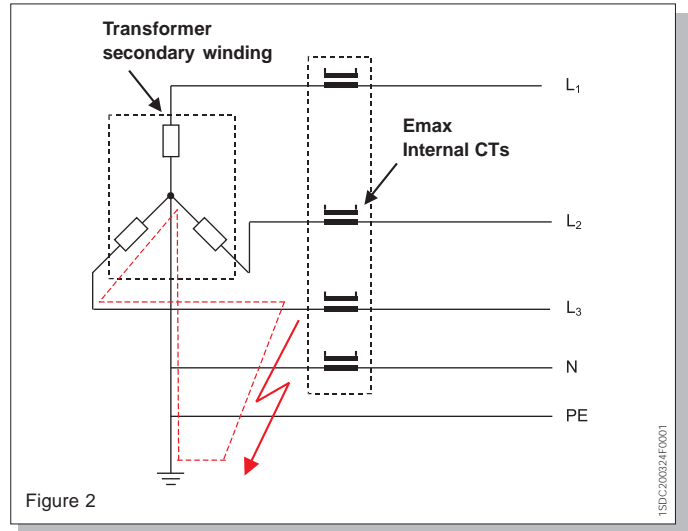 Transformer
secondary winding
L₁
Emax
Internal CTs
L₂
L₃
N
PE
Figure 2
1SDC200324F0001